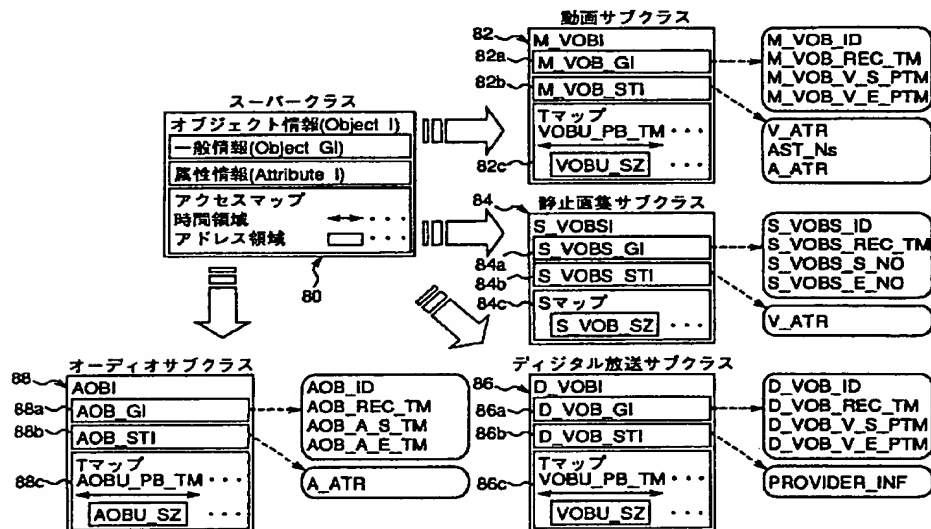 スーパークラス
オブジェクト情報(Object_I)
一般情報(Object_GI)
属性情報(Attribute_I)
アクセスマップ
時間領域 ・・・
アドレス領域 ・・・
80
動画サブクラス
82
M_VOBI
82a
M_VOB_GI
82b
M_VOB_STI
Tマップ
VOBU_PB_TM ・・・
82c
VOBU_SZ ・・・
M_VOB_ID
M_VOB_REC_TM
M_VOB_V_S_PTM
M_VOB_V_E_PTM
V_ATR
AST_Ns
A_ATR
静止画集サブクラス
84
S_VOBSI
S_VOBS_GI
84a
84b
S_VOBS_STI
84c
Sマップ
S_VOB_SZ ・・・
S_VOBS_ID
S_VOBS_REC_TM
S_VOBS_S_NO
S_VOBS_E_NO
V_ATR
オーディオサブクラス
88
AOBI
88a
AOB_GI
88b
AOB_STI
Tマップ
88c
AOBU_PB_TM ・・・
AOBU_SZ ・・・
AOB_ID
AOB_REC_TM
AOB_A_S_TM
AOB_A_E_TM
A_ATR
ディジタル放送サブクラス
86
D_VOBI
86a
D_VOB_GI
86b
D_VOB_STI
Tマップ
86c
VOBU_PB_TM ・・・
VOBU_SZ ・・・
D_VOB_ID
D_VOB_REC_TM
D_VOB_V_S_PTM
D_VOB_V_E_PTM
PROVIDER_INF